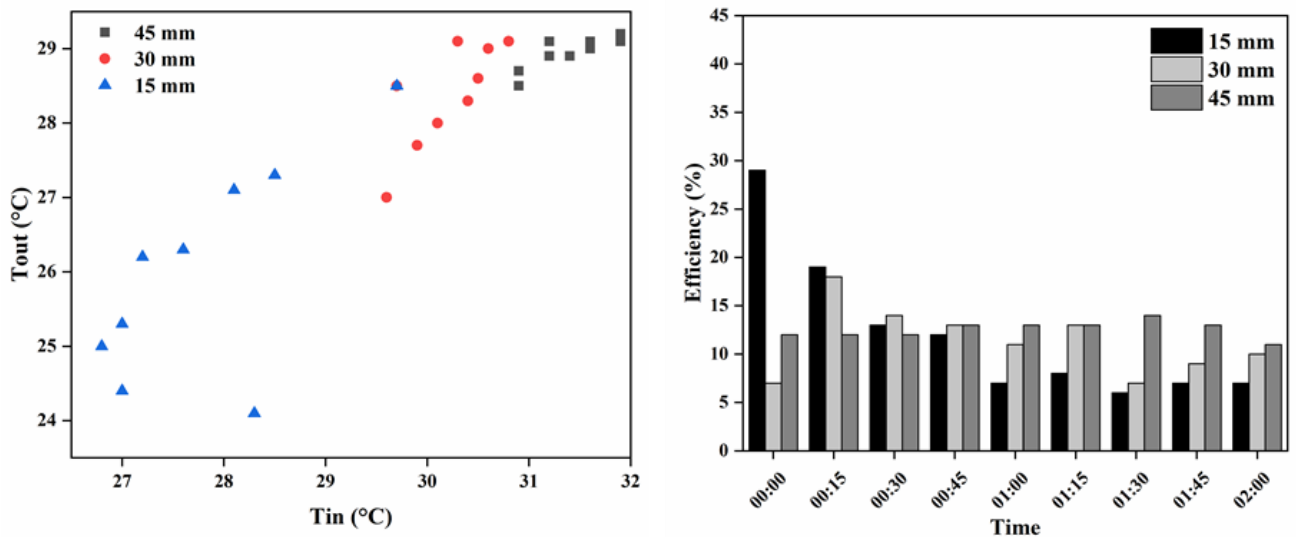 45 mm
30 mm
15 mm
29
28
27
26
25
24
Tout (°C)
27 28 29 30 31 32
Tin (°C)
15 mm
30 mm
45 mm
45
40
35
30
25
20
15
10
5
0
Efficiency (%)
00:00 00:15 00:30 00:45 01:00 01:15 01:30 01:45 02:00
Time